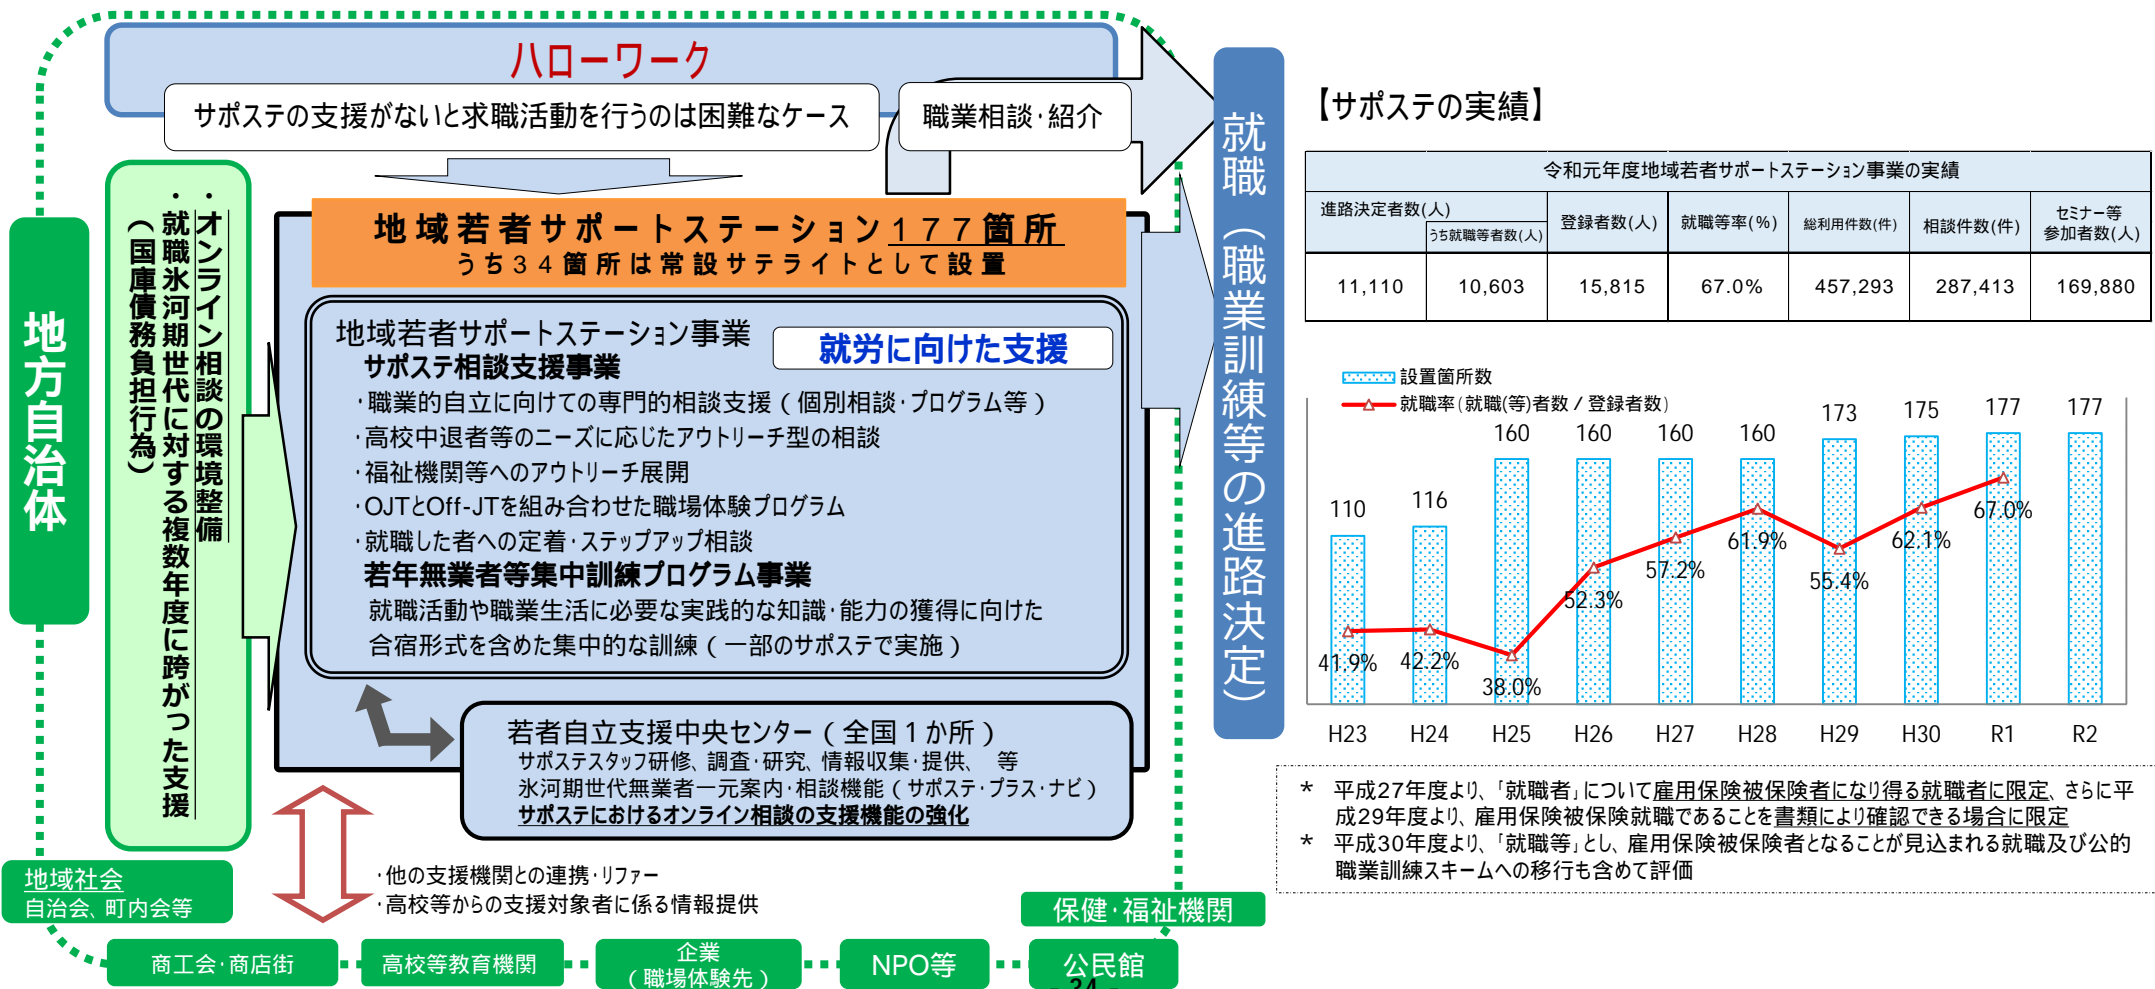 ハローワーク
サポステの支援がないと求職活動を行うのは困難なケース
職業相談・紹介
地方自治体
・オンライン相談の環境整備
・就職氷河期世代に対する複数年度に跨がった支援
(国庫債務負担行為)
地域若者サポートステーション177箇所
うち34箇所は常設サテライトとして設置
地域若者サポートステーション事業
就労に向けた支援
サポステ相談支援事業
・職業的自立に向けての専門的相談支援(個別相談・プログラム等)
・高校中退者等のニーズに応じたアウトリーチ型の相談
・福祉機関等へのアウトリーチ展開
・OJTとOff-JTを組み合わせた職場体験プログラム
・就職した者への定着・ステップアップ相談
若年無業者等集中訓練プログラム事業
就職活動や職業生活に必要な実践的な知識・能力の獲得に向けた
合宿形式を含めた集中的な訓練(一部のサポステで実施)
若者自立支援中央センター(全国1か所)
サポステスタッフ研修、調査・研究、情報収集・提供、 等
氷河期世代無業者一元案内・相談機能(サポステ・プラス・ナビ)
サポステにおけるオンライン相談の支援機能の強化
・他の支援機関との連携・リファー
・高校等からの支援対象者に係る情報提供
地域社会
自治会、町内会等
商工会・商店街
高校等教育機関
企業
(職場体験先)
NPO等
公民館
保健・福祉機関
- 34 -
就職(職業訓練等の進路決定)
【サポステの実績】
令和元年度地域若者サポートステーション事業の実績
進路決定者数(人)
うち就職等者数(人)
登録者数(人)
就職等率(%)
総利用件数(件)
相談件数(件)
セミナー等
参加者数(人)
11,110 10,603 15,815 67.0% 457,293 287,413 169,880
設置箇所数
就職率(就職(等)者数/登録者数)
110 116 160 160 160 160 173 175 177 177
41.9% 42.2% 38.0% 52.3% 57.2% 61.9% 55.4% 62.1% 67.0%
H23 H24 H25 H26 H27 H28 H29 H30 R1 R2
* 平成27年度より、「就職者」について雇用保険被保険者になり得る就職者に限定、さらに平
成29年度より、雇用保険被保険就職であることを書類により確認できる場合に限定
* 平成30年度より、「就職等」とし、雇用保険被保険者となることが見込まれる就職及び公的
職業訓練スキームへの移行も含めて評価